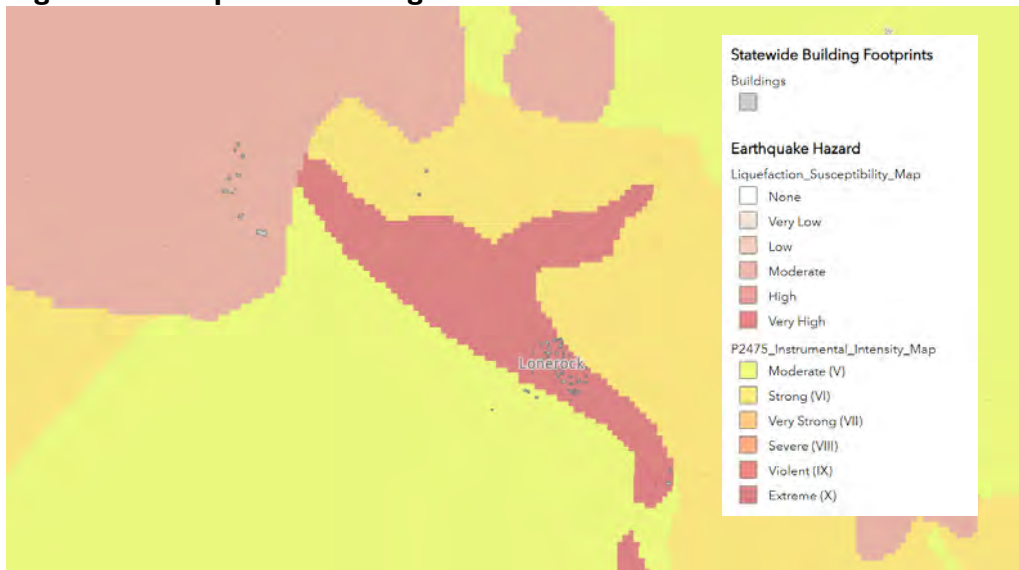 Statewide Building Footprints
Buildings
Earthquake Hazard
Liquefaction_Susceptibility_Map
None
Very Low
Low
Moderate
High
Very High
P2475_Instrumental_Intensity_Map
Moderate (V)
Strong (VI)
Very Strong (VII)
Severe (VIII)
Violent (IX)
Extreme (X)
Lonerock